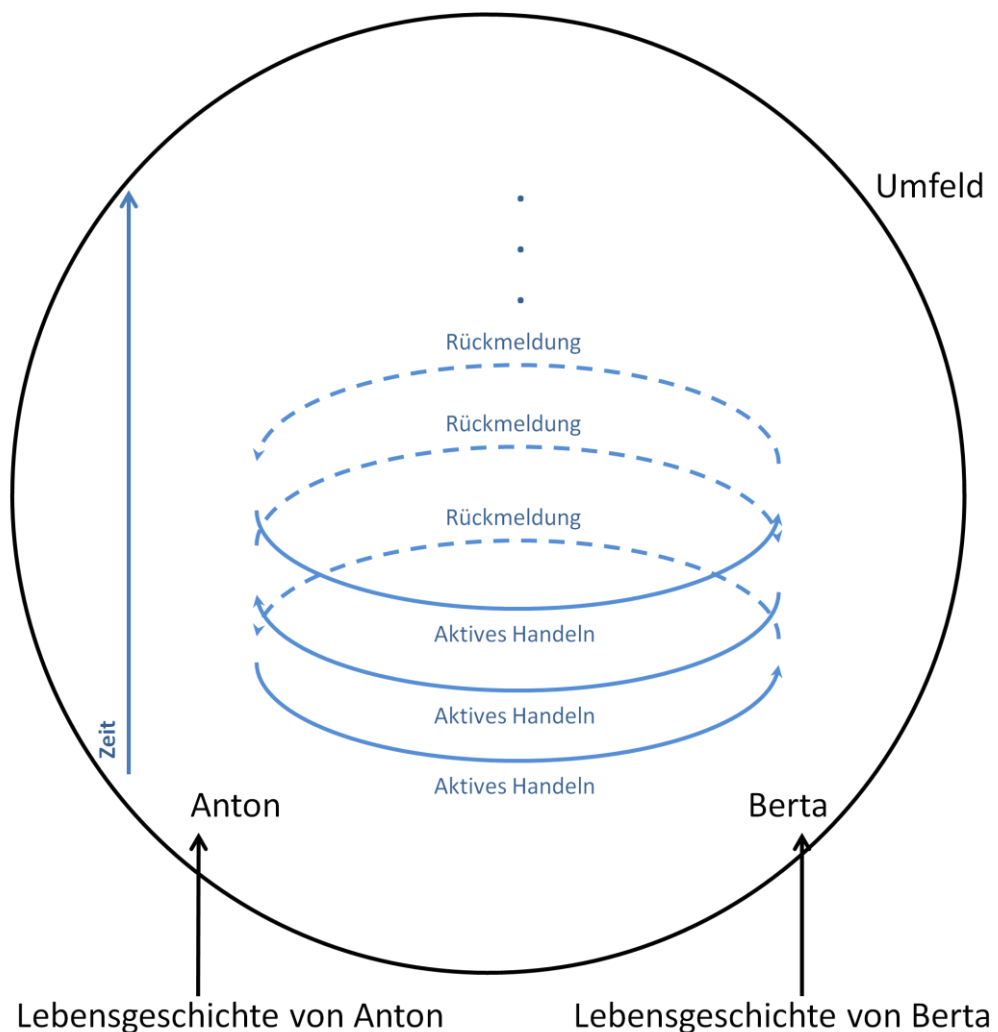 Umfeld
Rückmeldung
Rückmeldung
Rückmeldung
Aktives Handeln
Aktives Handeln
Zeit
Aktives Handeln
Anton
Berta
Lebensgeschichte von Anton
Lebensgeschichte von Berta